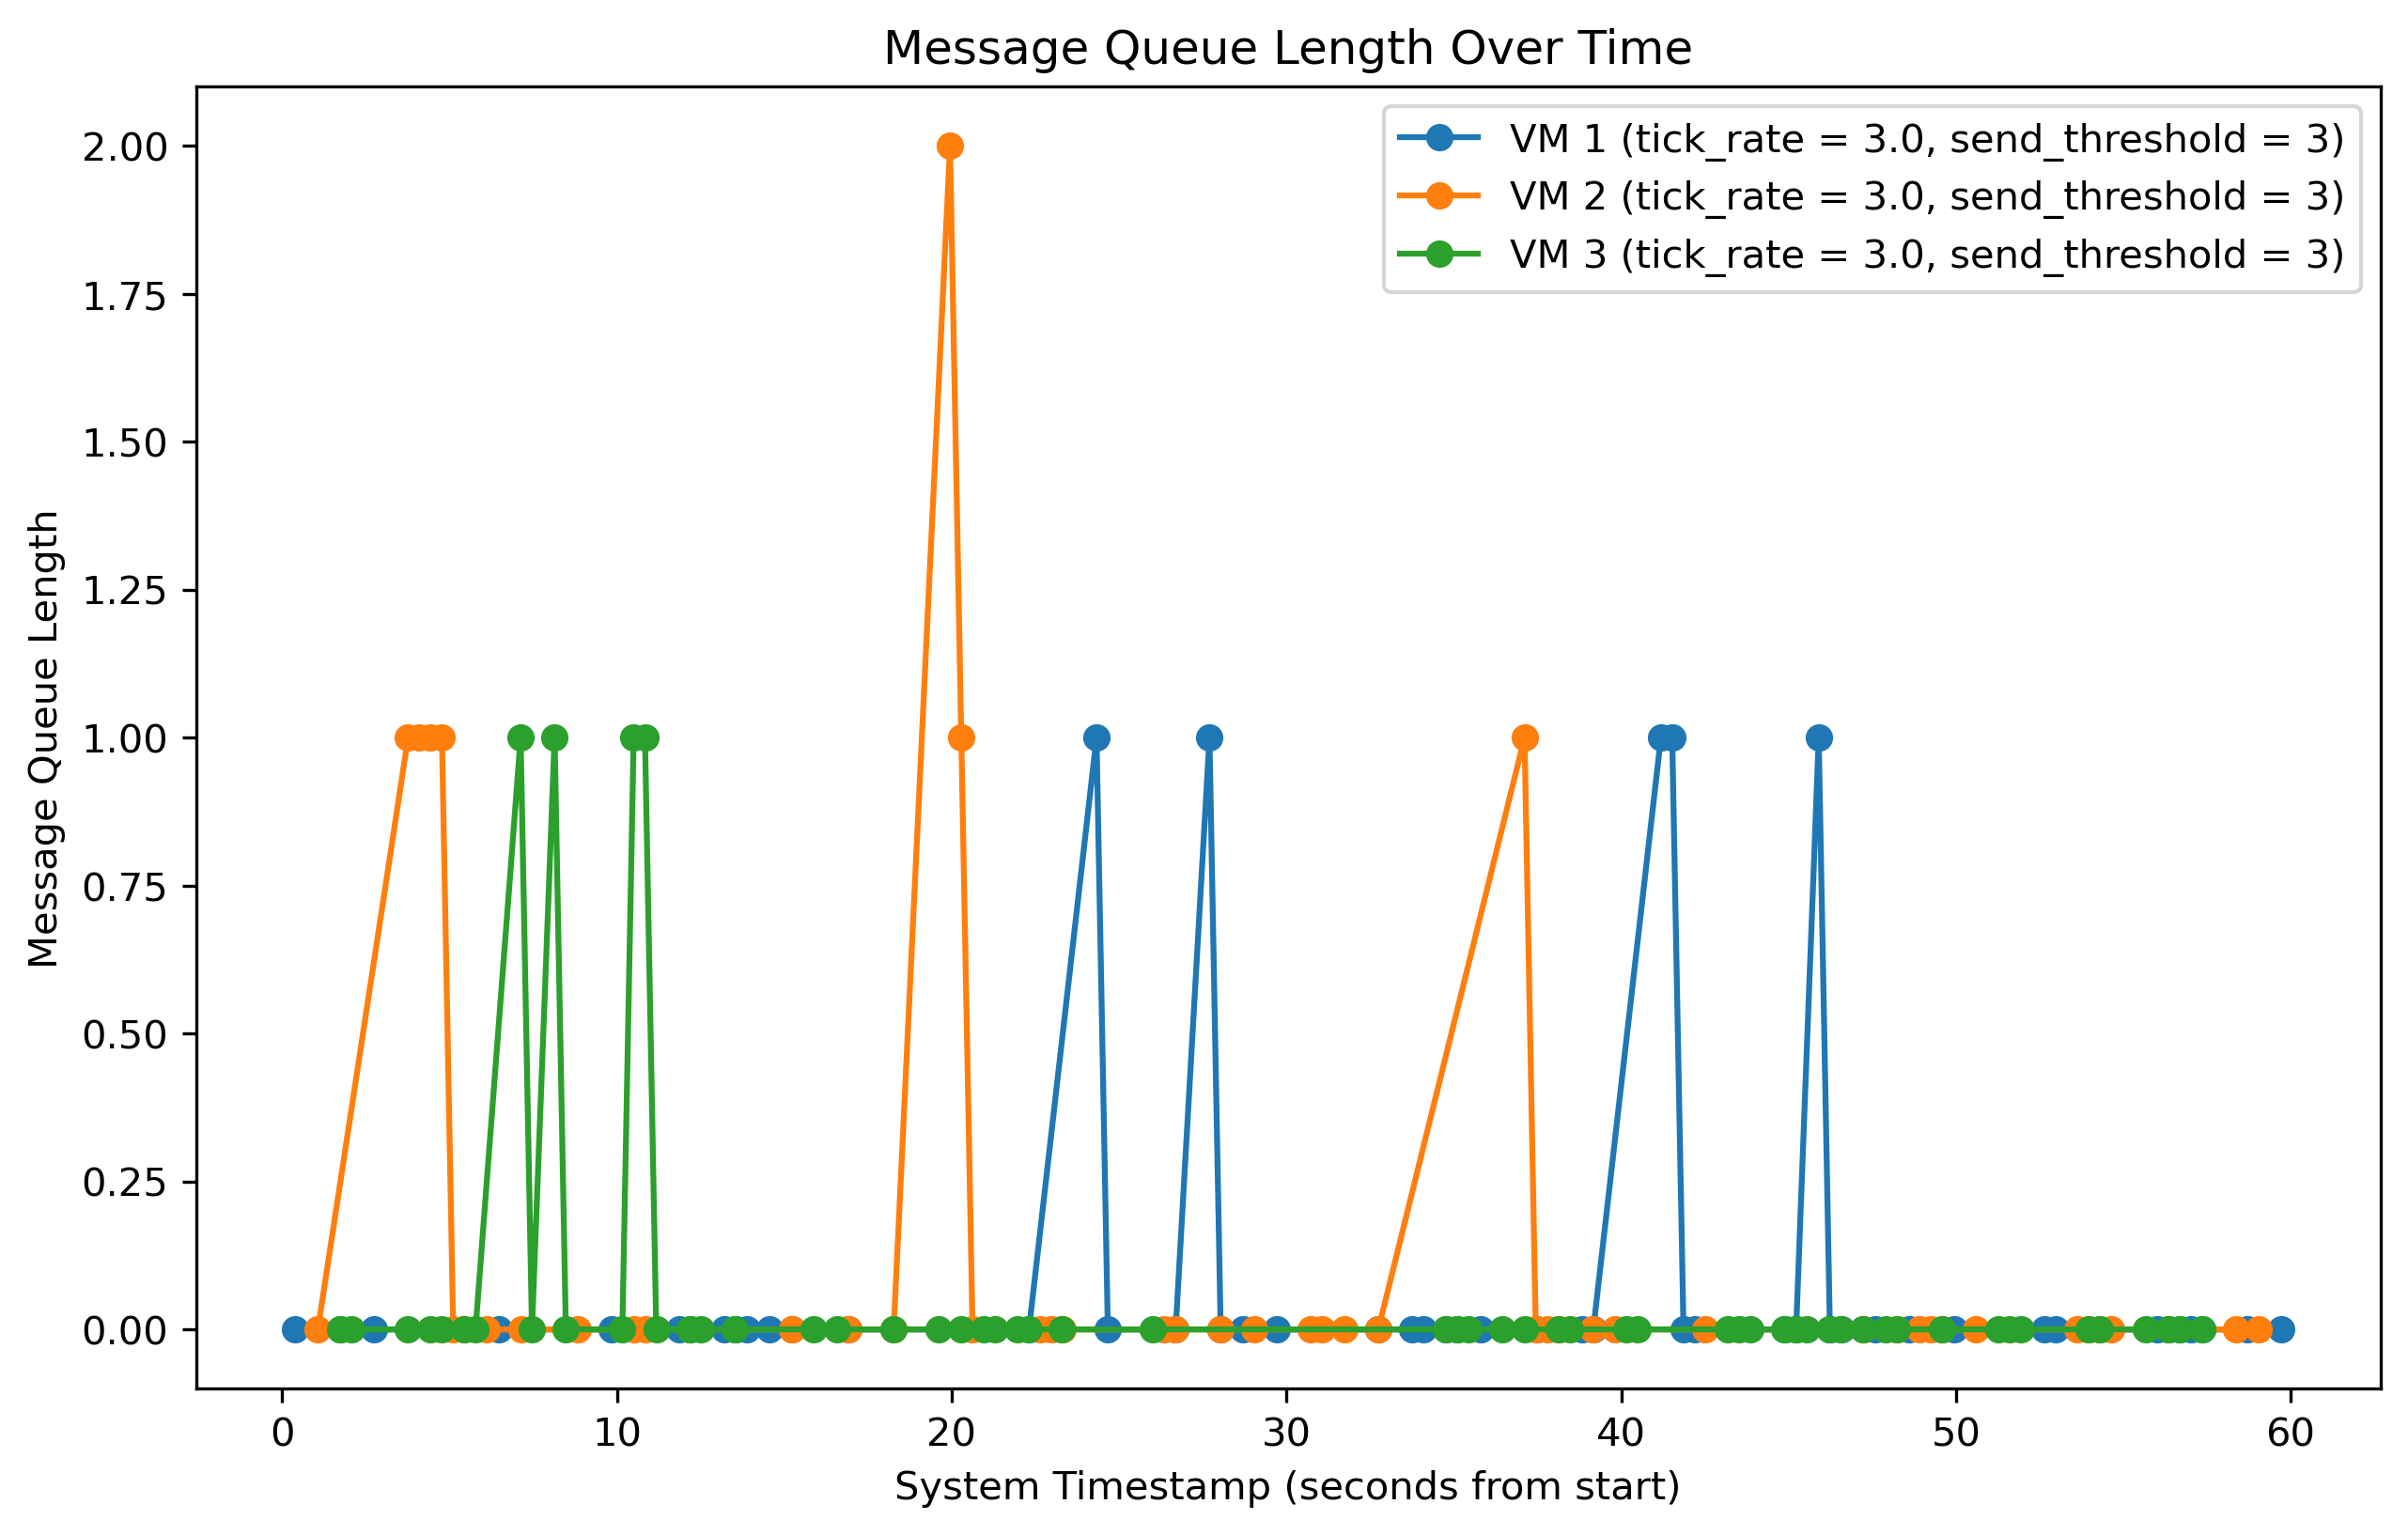 Message Queue Length Over Time
VM 1 (tick_rate = 3.0, send_threshold = 3)
VM 2 (tick_rate = 3.0, send_threshold = 3)
VM 3 (tick_rate = 3.0, send_threshold = 3)
Message Queue Length
2.00
1.75
1.50
1.25
1.00
0.75
0.50
0.25
0.00
0 10 20 30 40 50 60
System Timestamp (seconds from start)